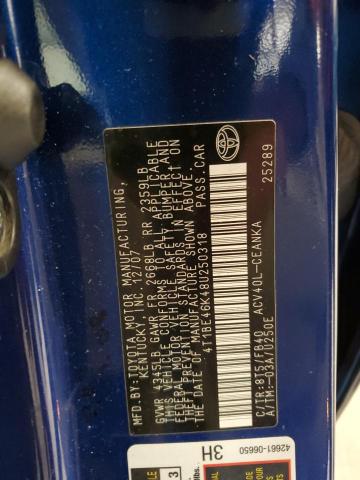 MFD BY:TOYOTA MOTOR MANUFACTURING,
KENTUCKY, INC. 12/07
GVWR 4345LB GAWR FR 2668LB RR 2359LB
THIS VEHICLE CONFORMS TO ALL APPLICABLE
FEDERAL MOTOR VEHICLE SAFETY, BUMPER, AND
THEFT PREVENTION STANDARDS IN EFFECT ON
THE DATE OF MANUFACTURE SHOWN ABOVE.
4T1BE46K48U250318 PASS.CAR
C/TR:8T5/FB40 ACV40L-CEANKA
A/TM:-03A/U250E 25289
42661-06650
3H